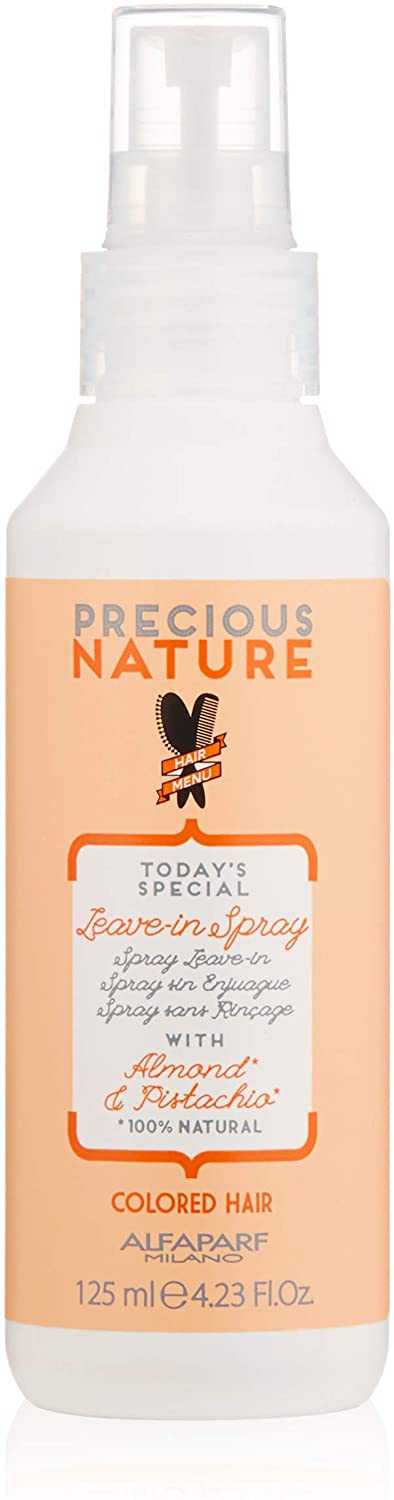 PRECIOUS
NATURE
HAIR
MENU
TODAY'S
SPECIAL
Leave-in Spray
Spray Leave-in
Spray sin Enjuague
Spray sans Rinçage
WITH
Almond*
& Pistachio*
*100% NATURAL
COLORED HAIR
ALFAPARF
MILANO
125 ml e 4.23 Fl.Oz.